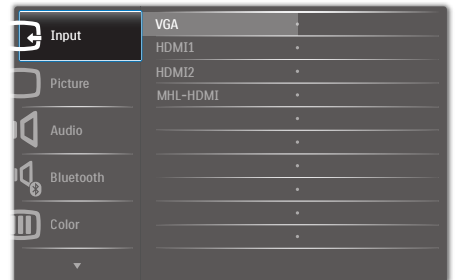 Input
Picture
Audio
Bluetooth
Color
VGA
HDMI1
HDMI2
MHL-HDMI